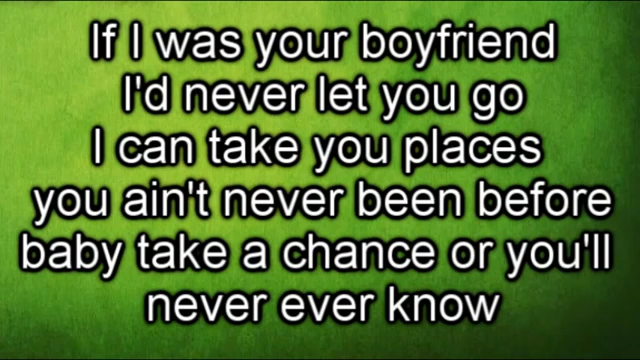 If I was your boyfriend
I'd never let you go
I can take you places
you ain't never been before
baby take a chance or you'll
never ever know